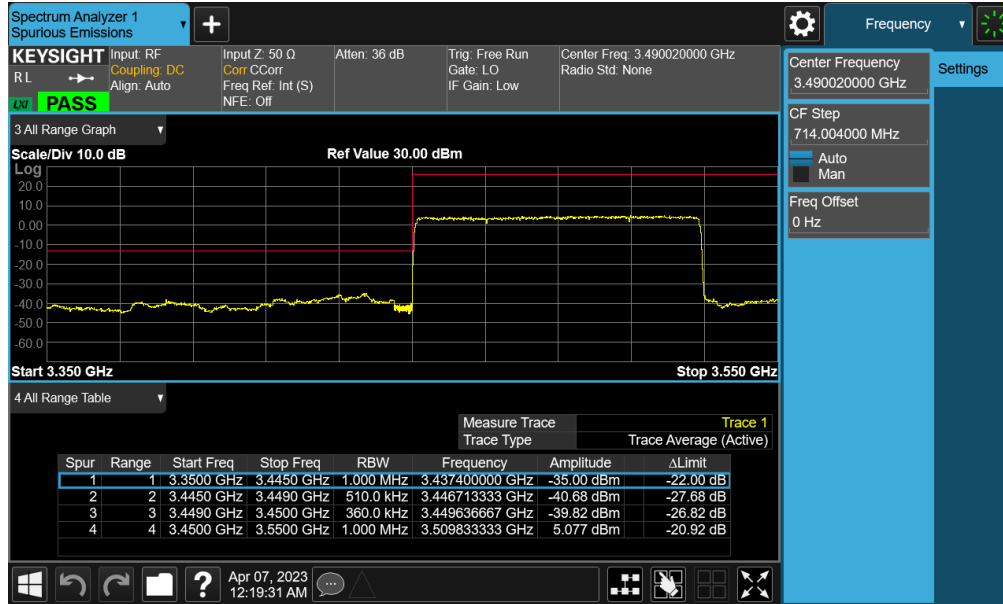 Spectrum Analyzer 1
Spurious Emissions
+
Frequency
KEYSIGHT
R L
LXI
PASS
Input: RF
Coupling: DC
Align: Auto
Input Z: 50 Ω
Corr CCorr
Freq Ref: Int (S)
NFE: Off
Atten: 36 dB
Trig: Free Run
Gate: LO
IF Gain: Low
Center Freq: 3.490020000 GHz
Radio Std: None
Center Frequency
3.490020000 GHz
Settings
CF Step
714.004000 MHz
Auto
Man
Freq Offset
0 Hz
3 All Range Graph
Scale/Div 10.0 dB
Ref Value 30.00 dBm
Log
20.0
10.0
0.00
-10.0
-20.0
-30.0
-40.0
-50.0
-60.0
Start 3.350 GHz
Stop 3.550 GHz
4 All Range Table
Measure Trace Trace 1
Trace Type Trace Average (Active)
Spur Range Start Freq Stop Freq RBW Frequency Amplitude ΔLimit
1 1 3.3500 GHz 3.4450 GHz 1.000 MHz 3.437400000 GHz -35.00 dBm -22.00 dB
2 2 3.4450 GHz 3.4490 GHz 510.0 kHz 3.446713333 GHz -40.68 dBm -27.68 dB
3 3 3.4490 GHz 3.4500 GHz 360.0 kHz 3.449636667 GHz -39.82 dBm -26.82 dB
4 4 3.4500 GHz 3.5500 GHz 1.000 MHz 3.509833333 GHz 5.077 dBm -20.92 dB
?
Apr 07, 2023
12:19:31 AM